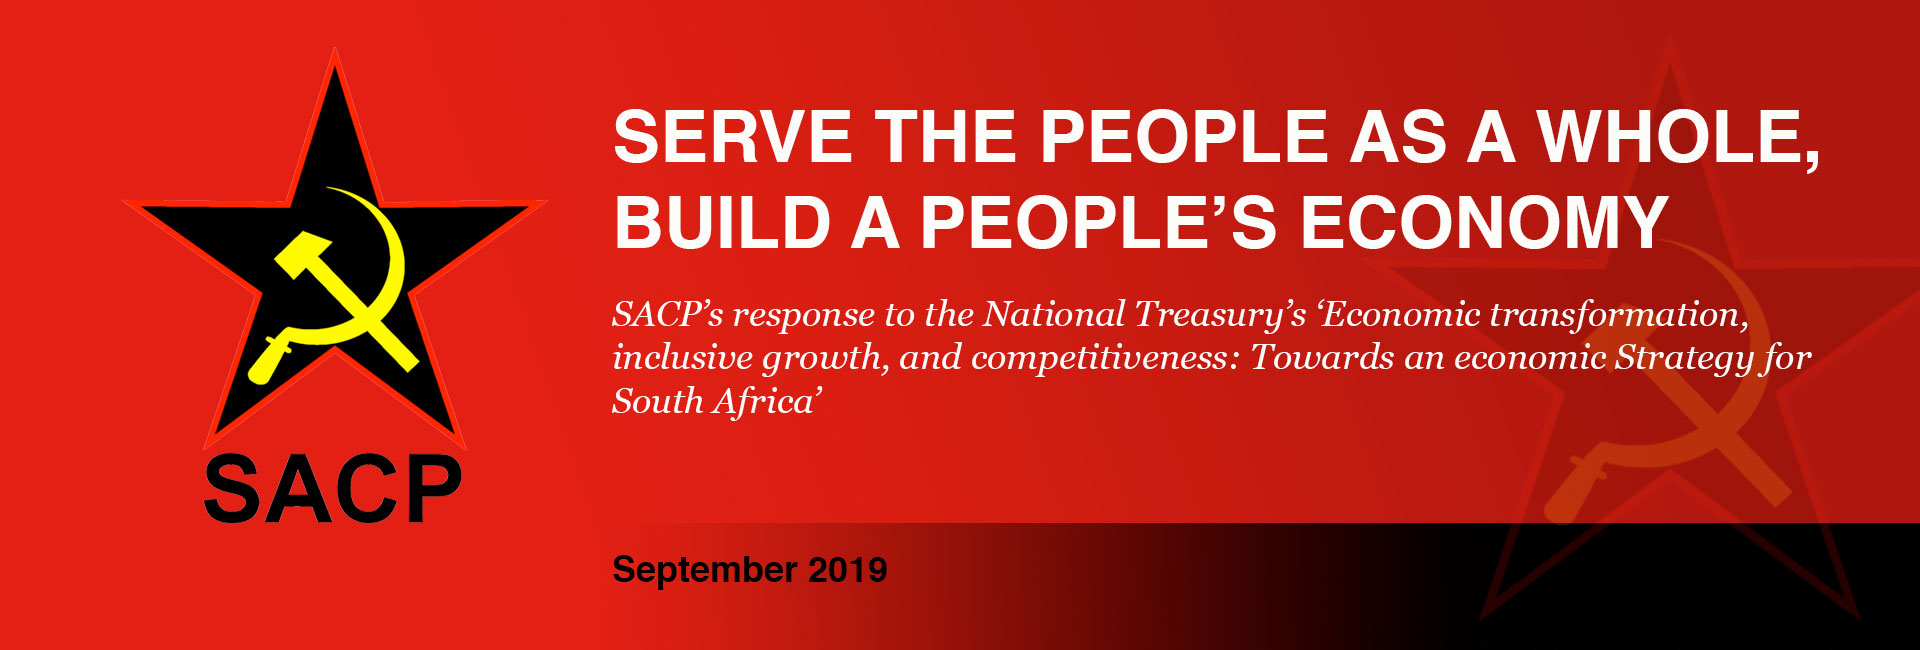 SACP
SERVE THE PEOPLE AS A WHOLE,
BUILD A PEOPLE’S ECONOMY
SACP’s response to the National Treasury’s ‘Economic transformation,
inclusive growth, and competitiveness: Towards an economic Strategy for
South Africa’
September 2019